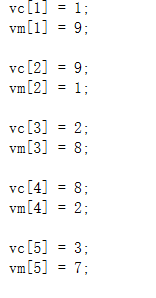 vc[1] = 1;
vm[1] = 9;
vc[2] = 9;
vm[2] = 1;
vc[3] = 2;
vm[3] = 8;
vc[4] = 8;
vm[4] = 2;
vc[5] = 3;
vm[5] = 7;